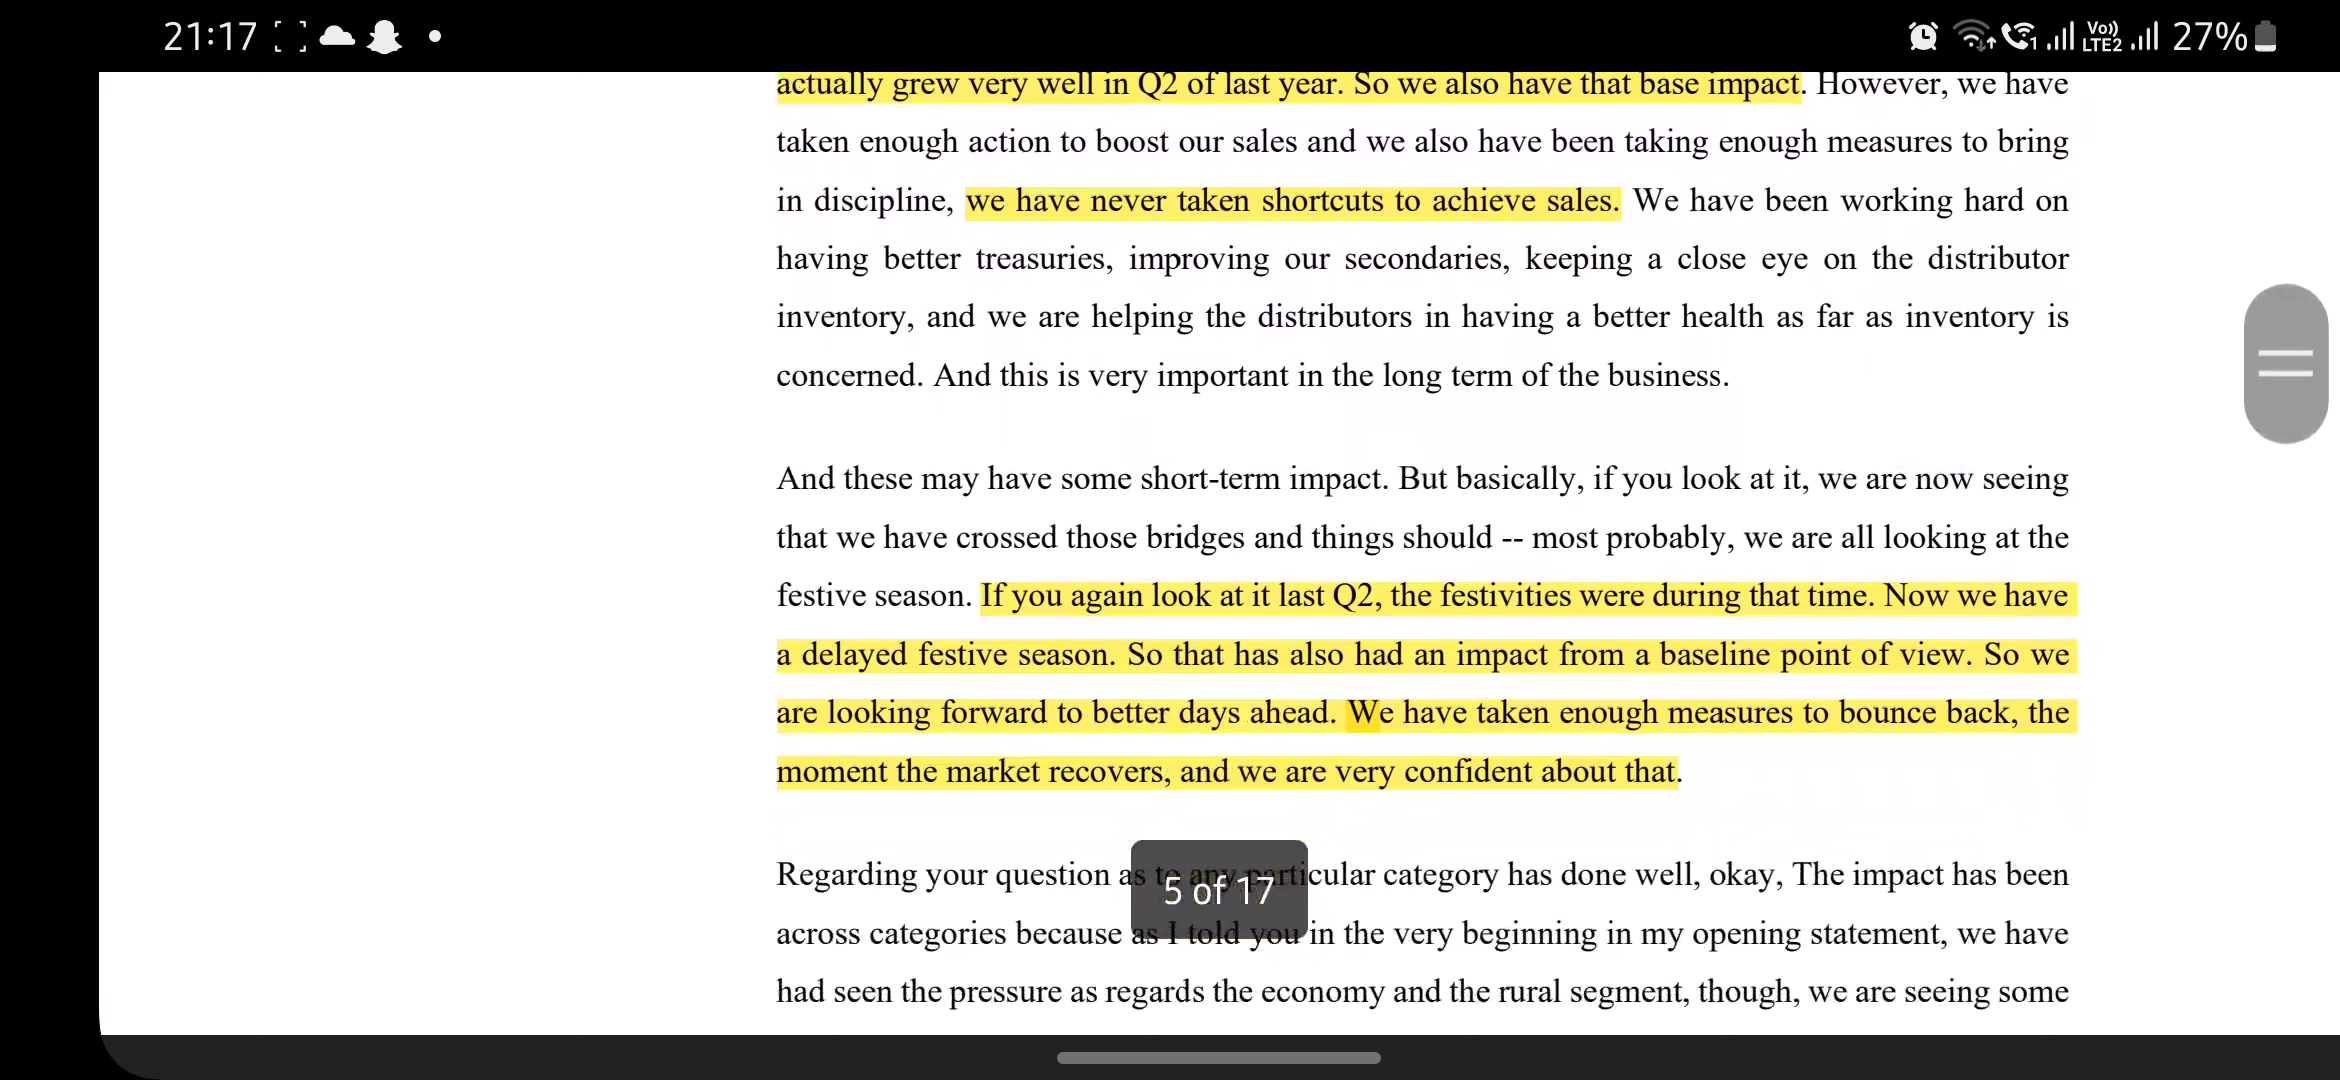 21:17
Vo)) LTE2 27%
actually grew very well in Q2 of last year. So we also have that base impact. However, we have
taken enough action to boost our sales and we also have been taking enough measures to bring
in discipline, we have never taken shortcuts to achieve sales. We have been working hard on
having better treasuries, improving our secondaries, keeping a close eye on the distributor
inventory, and we are helping the distributors in having a better health as far as inventory is
concerned. And this is very important in the long term of the business.
And these may have some short-term impact. But basically, if you look at it, we are now seeing
that we have crossed those bridges and things should -- most probably, we are all looking at the
festive season. If you again look at it last Q2, the festivities were during that time. Now we have
a delayed festive season. So that has also had an impact from a baseline point of view. So we
are looking forward to better days ahead. We have taken enough measures to bounce back, the
moment the market recovers, and we are very confident about that.
Regarding your question as to any particular category has done well, okay, The impact has been
5 of 17
across categories because as I told you in the very beginning in my opening statement, we have
had seen the pressure as regards the economy and the rural segment, though, we are seeing some